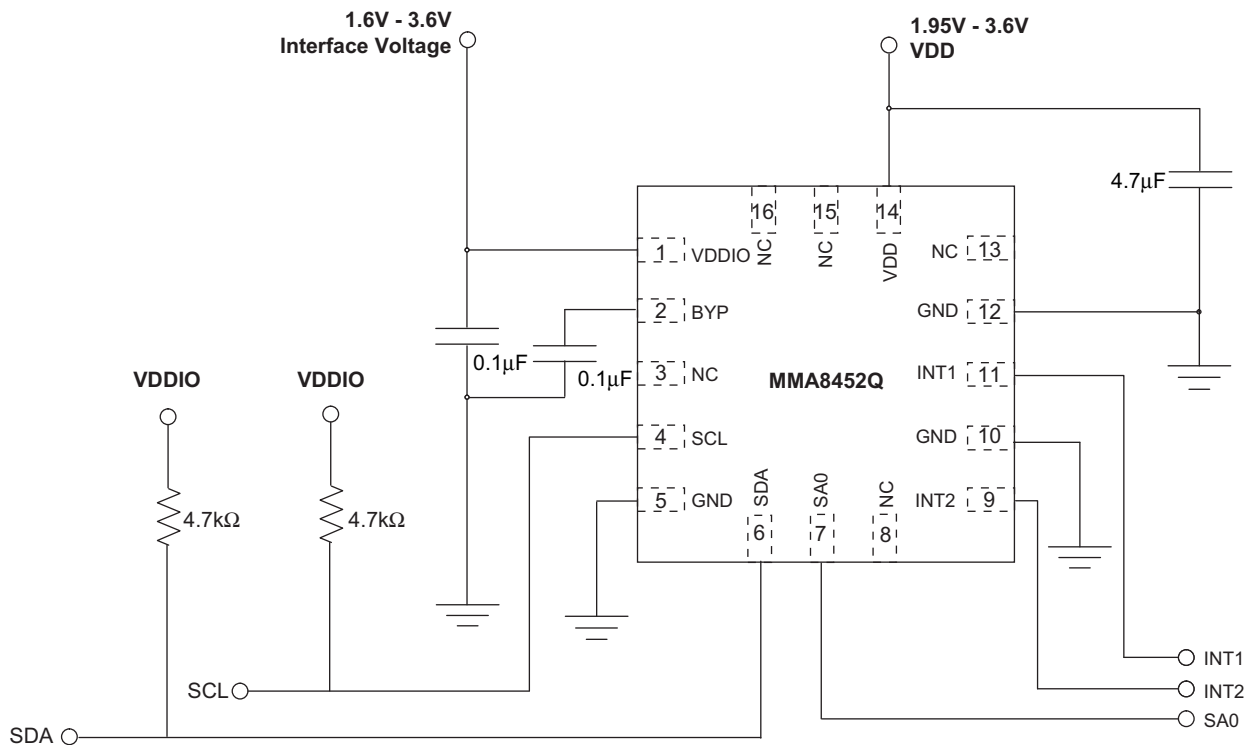 1.6V - 3.6V
Interface Voltage
1.95V - 3.6V
VDD
4.7μF
16
NC
15
NC
14
VDD
1
VDDIO
NC
13
2
BYP
GND
12
0.1μF
0.1μF
3
NC
MMA8452Q
INT1
11
VDDIO
VDDIO
4
SCL
GND
10
5
GND
SDA
6
SA0
7
NC
8
INT2
9
4.7kΩ
4.7kΩ
INT1
SCL
INT2
SA0
SDA